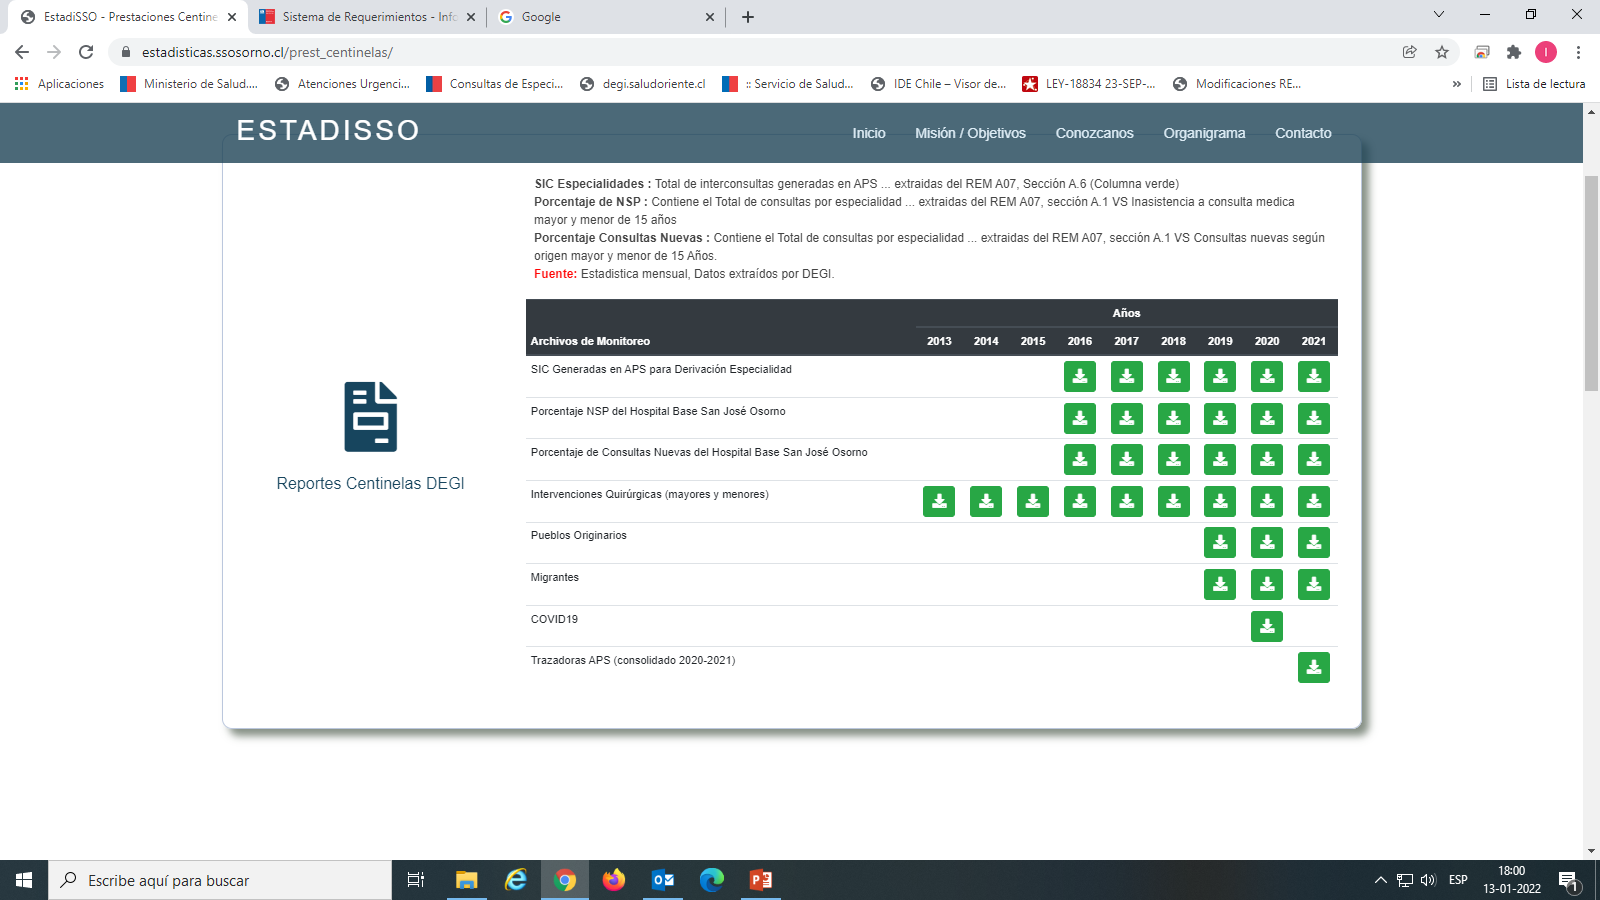 EstadiSSO - Prestaciones Centine
Sistema de Requerimientos - Info
Google
estadisticas.ssosorno.cl/prest_centinelas/
I
Aplicaciones
Ministerio de Salud....
Atenciones Urgenci...
Consultas de Especi...
degi.saludoriente.cl
:: Servicio de Salud...
IDE Chile – Visor de...
LEY-18834 23-SEP-...
Modificaciones RE...
»
Lista de lectura
ESTADISSO
Inicio
Misión / Objetivos
Conozcanos
Organigrama
Contacto
SIC Especialidades : Total de interconsultas generadas en APS ... extraidas del REM A07, Sección A.6 (Columna verde)
Porcentaje de NSP : Contiene el Total de consultas por especialidad ... extraidas del REM A07, sección A.1 VS Inasistencia a consulta medica
mayor y menor de 15 años
Porcentaje Consultas Nuevas : Contiene el Total de consultas por especialidad ... extraidas del REM A07, sección A.1 VS Consultas nuevas según
origen mayor y menor de 15 Años.
Fuente: Estadistica mensual, Datos extraídos por DEGI.
Reportes Centinelas DEGI
Años
Archivos de Monitoreo 2013 2014 2015 2016 2017 2018 2019 2020 2021
SIC Generadas en APS para Derivación Especialidad
Porcentaje NSP del Hospital Base San José Osorno
Porcentaje de Consultas Nuevas del Hospital Base San José Osorno
Intervenciones Quirúrgicas (mayores y menores)
Pueblos Originarios
Migrantes
COVID19
Trazadoras APS (consolidado 2020-2021)
Escribe aquí para buscar
ESP
18:00
13-01-2022
1